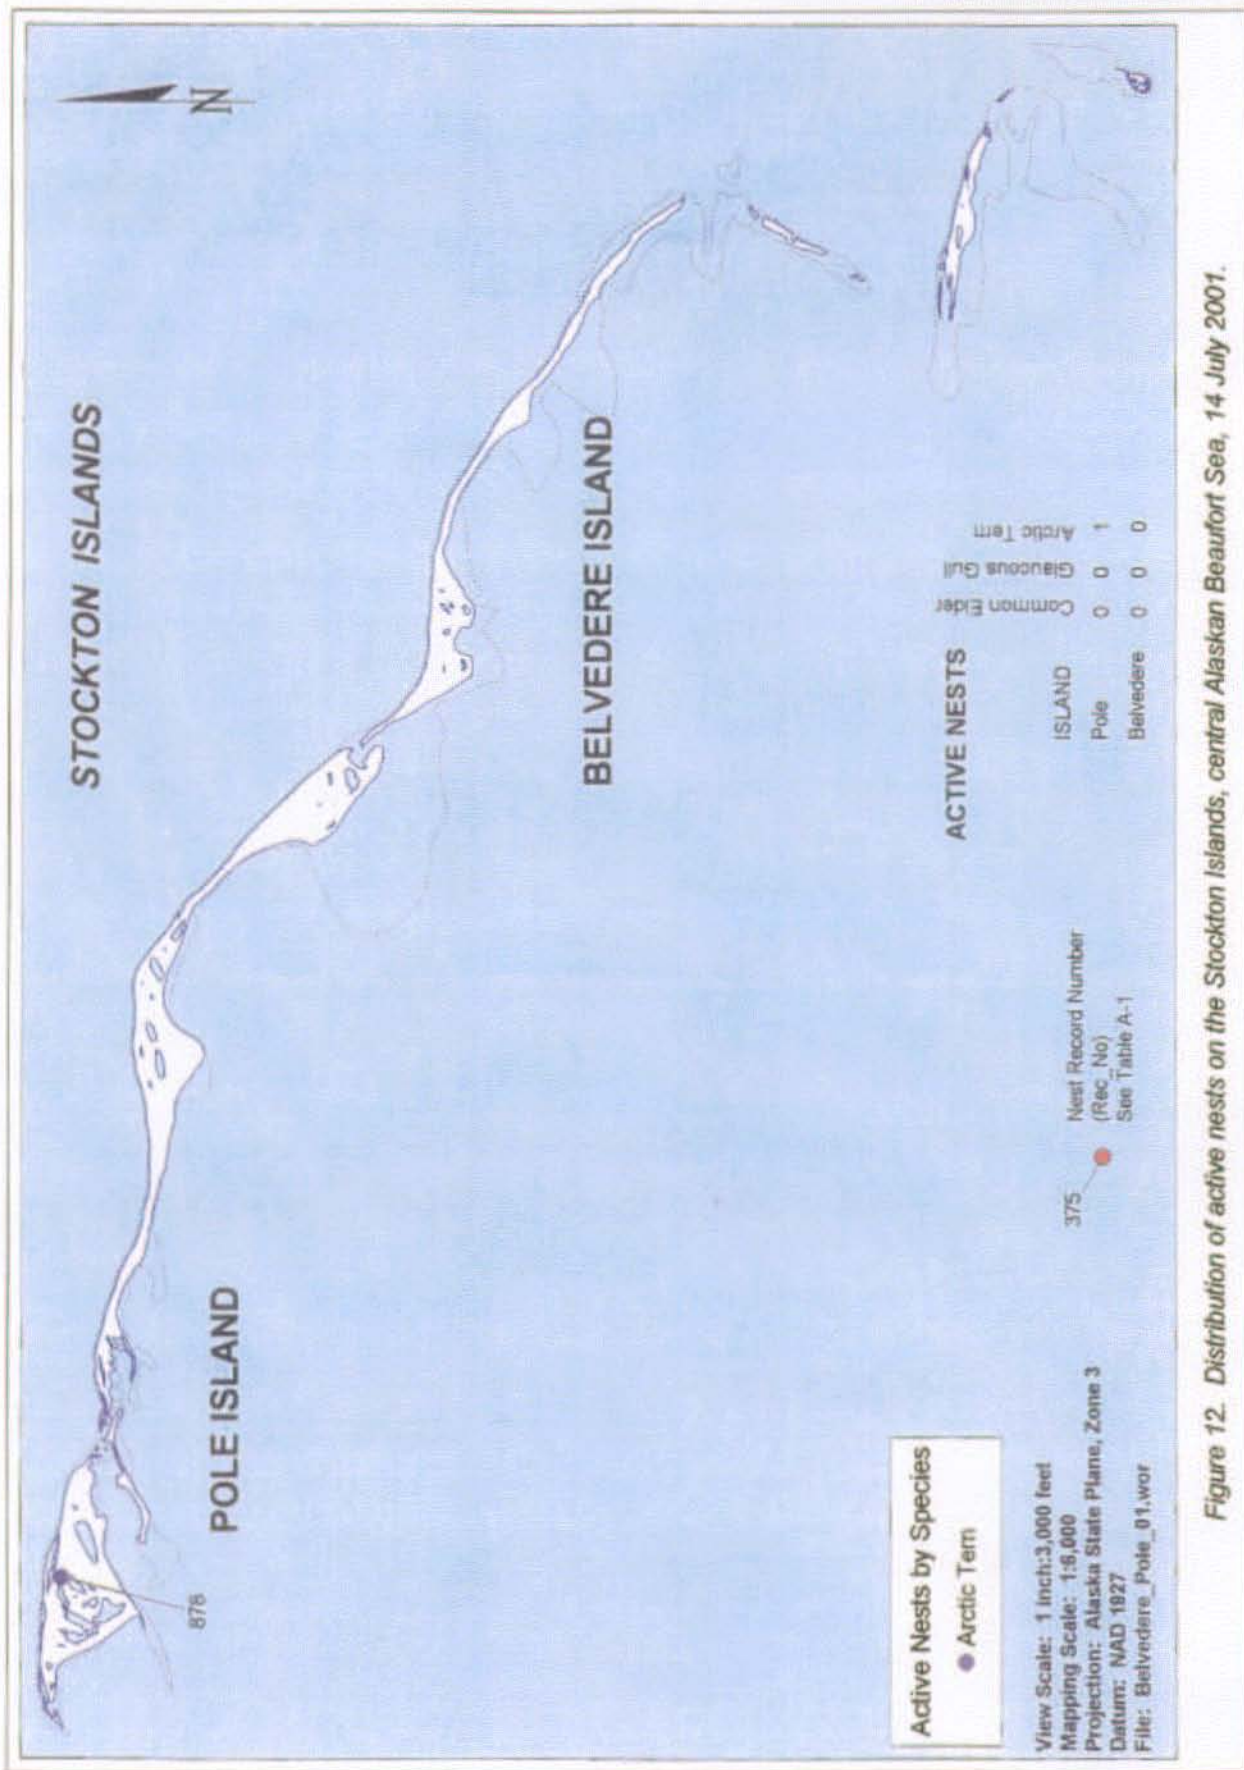 STOCKTON ISLANDS
N
POLE ISLAND
878
BELVEDERE ISLAND
Active Nests by Species
Arctic Tern
View Scale: 1 inch:3,000 feet
Mapping Scale: 1:6,000
Projection: Alaska State Plane, Zone 3
Datum: NAD 1927
File: Belvedere_Pole_01.wor
375
Nest Record Number
(Rec_No)
See Table A-1
ACTIVE NESTS
ISLAND Common Eider Glaucous Gull Arctic Tern
Pole 0 0 1
Belvedere 0 0 0
Figure 12. Distribution of active nests on the Stockton Islands, central Alaskan Beaufort Sea, 14 July 2001.